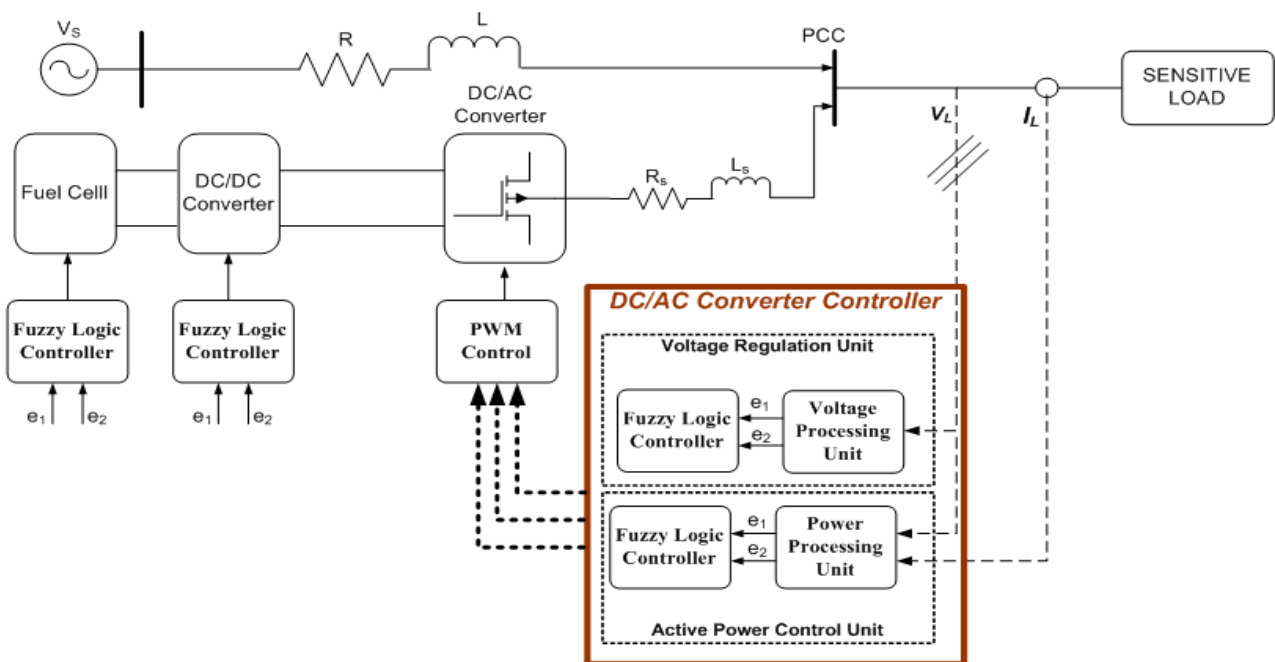 Vs
R
L
PCC
SENSITIVE
LOAD
DC/AC
Converter
VL
IL
Fuel Celll
DC/DC
Converter
Rs
Ls
Fuzzy Logic
Controller
e1
e2
Fuzzy Logic
Controller
e1
e2
PWM
Control
DC/AC Converter Controller
Voltage Regulation Unit
Fuzzy Logic
Controller
e1
e2
Voltage
Processing
Unit
Fuzzy Logic
Controller
e1
e2
Power
Processing
Unit
Active Power Control Unit